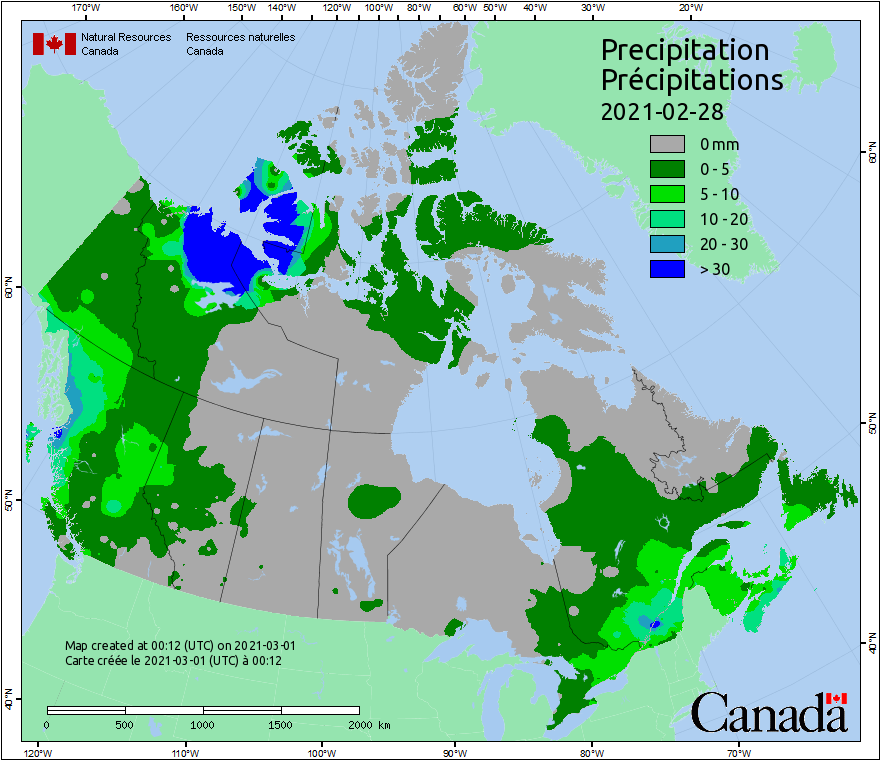 170°W 160°W 150°W 140°W 120°W 100°W 80°W 60°W 50°W 40°W 30°W 20°W
Natural Resources Ressources naturelles
Canada Canada
Precipitation
Précipitations
2021-02-28
0 mm
0 - 5
5 - 10
10 - 20
20 - 30
> 30
60°N
60°N
50°N
50°N
40°N
40°N
Map created at 00:12 (UTC) on 2021-03-01
Carte créée le 2021-03-01 (UTC) à 00:12
0 500 1000 1500 2000 km
Canada
120°W 110°W 100°W 90°W 80°W 70°W